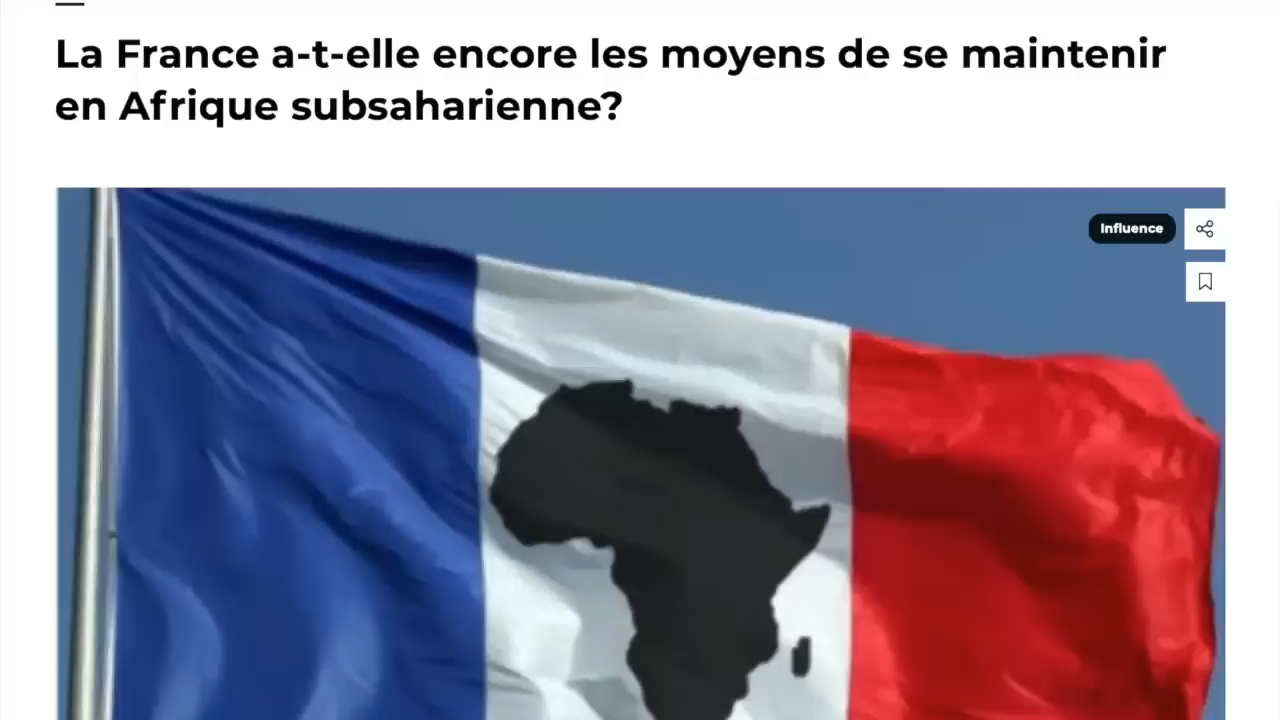 La France a-t-elle encore les moyens de se maintenir
en Afrique subsaharienne?
Influence